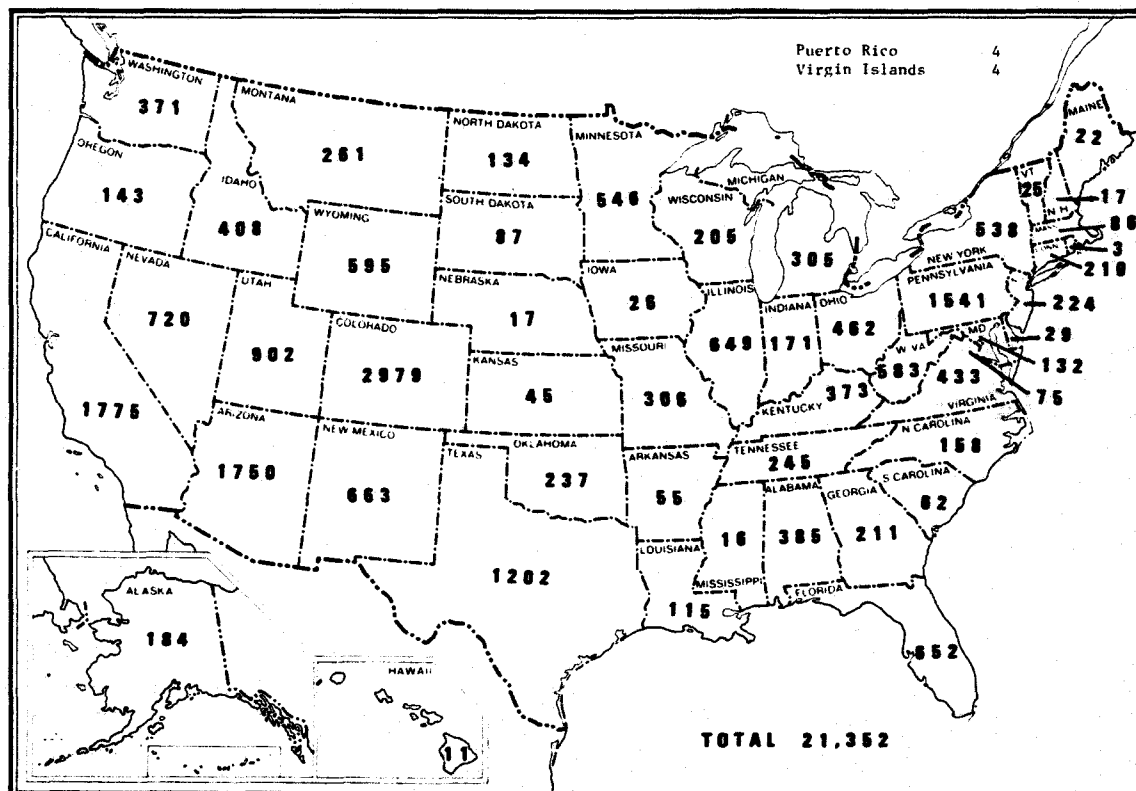 Puerto Rico 4
Virgin Islands 4
WASHINGTON
371
MONTANA
261
NORTH DAKOTA
134
MINNESOTA
546
MAINE
22
OREGON
143
IDAHO
408
WYOMING
595
SOUTH DAKOTA
87
WISCONSIN
205
MICHIGAN
305
VT
25
N H
17
MASS
86
CONN
3
210
NEW YORK
538
CALIFORNIA
1775
NEVADA
720
UTAH
902
COLORADO
2979
NEBRASKA
17
IOWA
26
ILLINOIS
649
INDIANA
171
OHIO
462
PENNSYLVANIA
1541
224
29
MD
132
75
KANSAS
45
MISSOURI
306
KENTUCKY
373
W VA
583
VIRGINIA
433
ARIZONA
1750
NEW MEXICO
663
TEXAS
1202
OKLAHOMA
237
ARKANSAS
55
TENNESSEE
245
N CAROLINA
158
S CAROLINA
62
LOUISIANA
115
MISSISSIPPI
16
ALABAMA
385
GEORGIA
211
FLORIDA
652
ALASKA
184
HAWAII
11
TOTAL 21,352